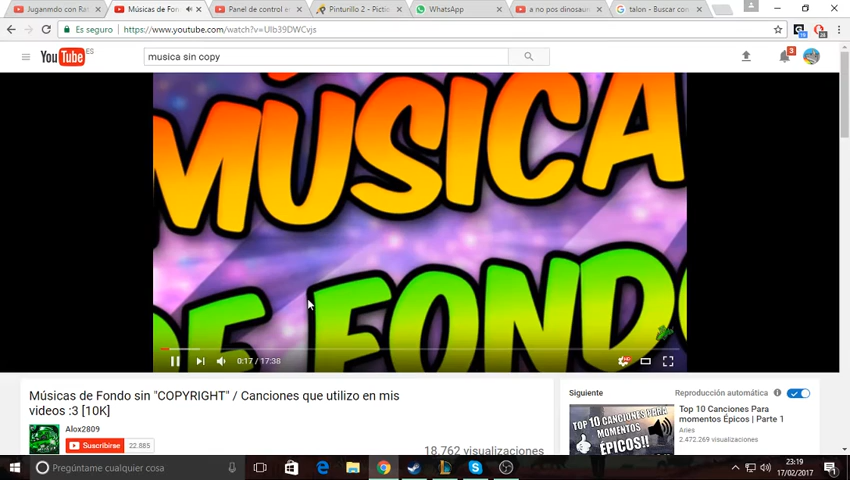 Juganmdo con Rat
Músicas de Fon
Panel de control e
Pinturillo 2 - Pictio
WhatsApp
a no pos dinosaur
talon - Buscar con
Es seguro
https://www.youtube.com/watch?v=UIb39DWCvjs
YouTube ES
musica sin copy
3
MÚSICA
DE FONDO
0:17 / 17:38
Músicas de Fondo sin "COPYRIGHT" / Canciones que utilizo en mis
videos :3 [10K]
Alox2809
Suscribirse 22.885
18.762 visualizaciones
Siguiente
Reproducción automática
TOP 10 CANCIONES PARA
MOMENTOS
ÉPICOS!!
Top 10 Canciones Para
momentos Épicos | Parte 1
Aries
2.472.269 visualizaciones
Pregúntame cualquier cosa
23:19
17/02/2017